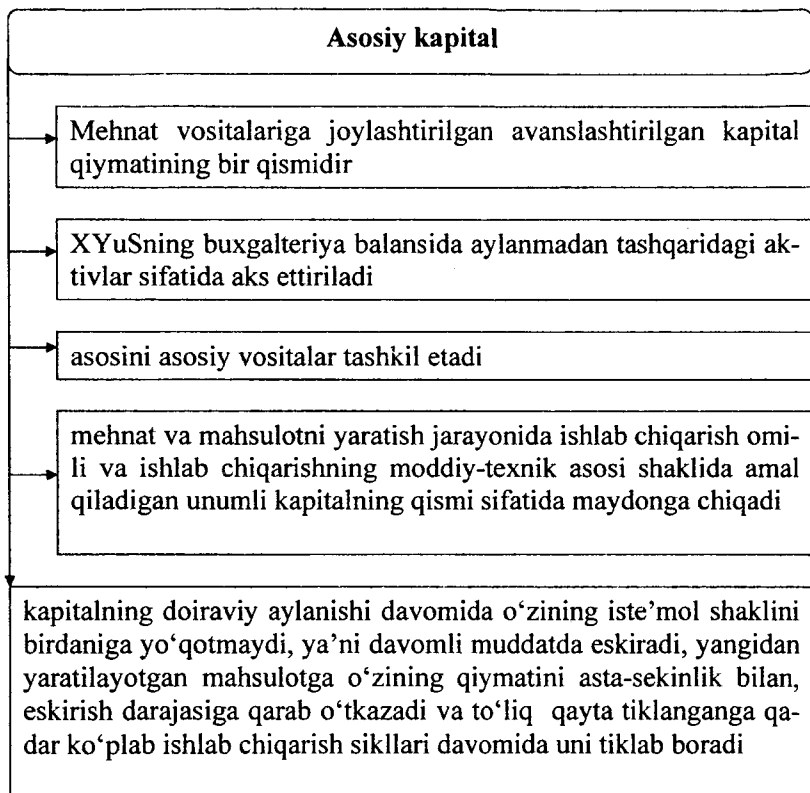 Asosiy kapital
Mehnat vositalariga joylashtirilgan avanslashtirilgan kapital
qiymatining bir qismidir
XYuSning buxgalteriya balansida aylanmadan tashqaridagi ak-
tivlar sifatida aks ettiriladi
asosini asosiy vositalar tashkil etadi
mehnat va mahsulotni yaratish jarayonida ishlab chiqarish omi-
li va ishlab chiqarishning moddiy-texnik asosi shaklida amal
qiladigan unumli kapitalning qismi sifatida maydonga chiqadi
kapitalning doiraviy aylanishi davomida o‘zining iste’mol shaklini
birdaniga yo‘qotmaydi, ya’ni davomli muddatda eskiradi, yangidan
yaratilayotgan mahsulotga o‘zining qiymatini asta-sekinlik bilan,
eskirish darajasiga qarab o‘tkazadi va to‘liq qayta tiklanganga qa-
dar ko‘plab ishlab chiqarish sikllari davomida uni tiklab boradi